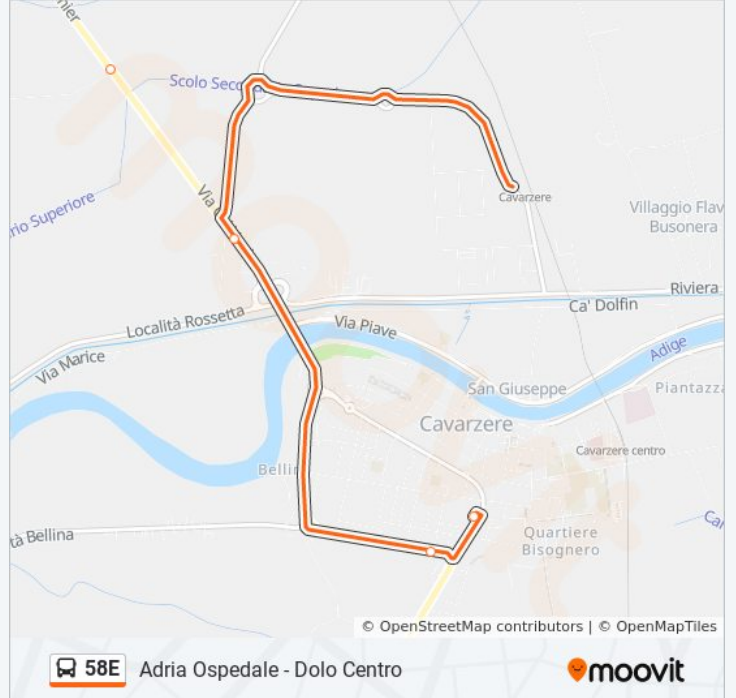 Scolo Seco
Via
rio Superiore
Cavarzere
Villaggio Flav
Busonera
Riviera
Ca' Dolfin
Località Rossetta
Via Piave
Via Marice
Adige
San Giuseppe
Piantazza
Cavarzere
Cavarzere centro
Bellin
tà Bellina
Quartiere
Bisognero
Ca
© OpenStreetMap contributors | © OpenMapTiles
58E Adria Ospedale - Dolo Centro
moovit